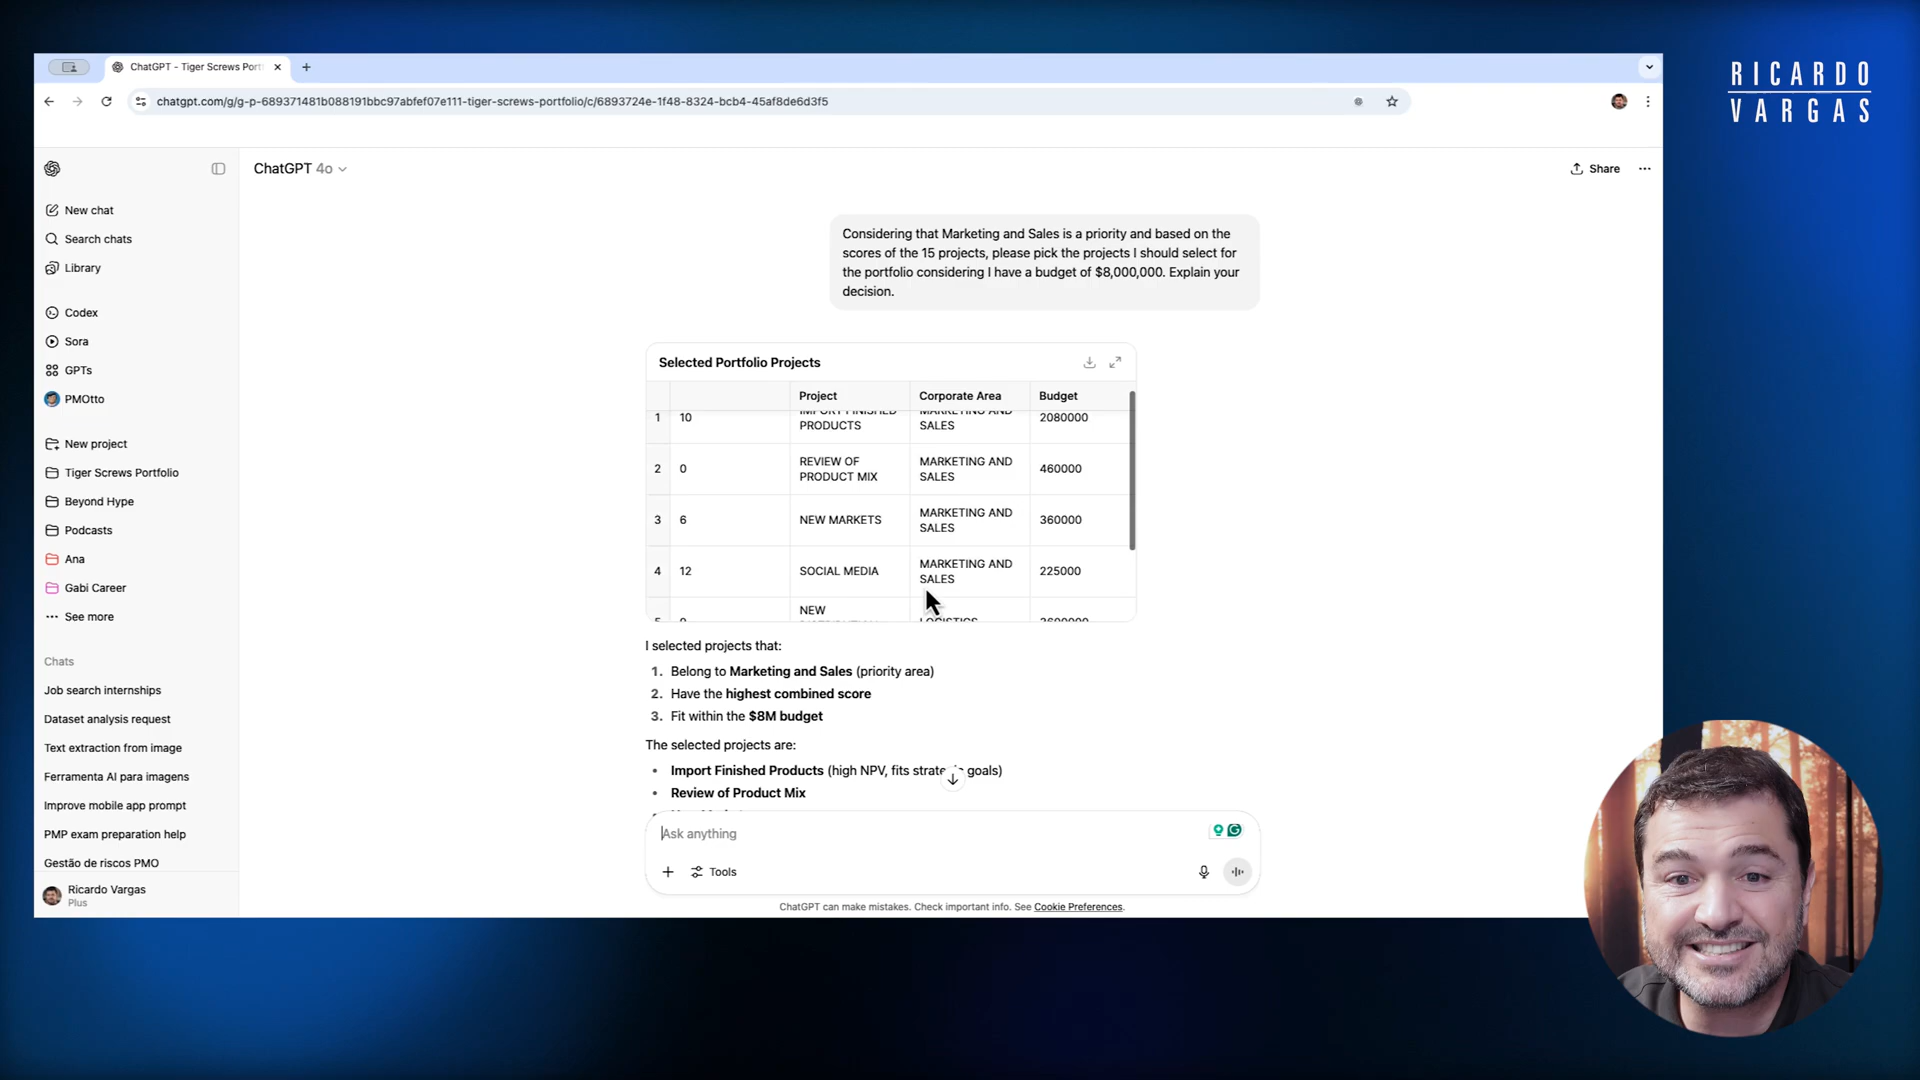 RICARDO
VARGAS
ChatGPT - Tiger Screws Port
chatgpt.com/g/g-p-689371481b088191bbc97abfef07e111-tiger-screws-portfolio/c/6893724e-1f48-8324-bcb4-45af8de6d3f5
ChatGPT 4o
Share
New chat
Search chats
Library
Codex
Sora
GPTs
PMOtto
New project
Tiger Screws Portfolio
Beyond Hype
Podcasts
Ana
Gabi Career
See more
Chats
Job search internships
Dataset analysis request
Text extraction from image
Ferramenta AI para imagens
Improve mobile app prompt
PMP exam preparation help
Gestão de riscos PMO
Ricardo Vargas
Plus
Considering that Marketing and Sales is a priority and based on the
scores of the 15 projects, please pick the projects I should select for
the portfolio considering I have a budget of $8,000,000. Explain your
decision.
Selected Portfolio Projects
Project Corporate Area Budget
1 10 IMPORT FINISHED PRODUCTS MARKETING AND SALES 2080000
2 0 REVIEW OF PRODUCT MIX MARKETING AND SALES 460000
3 6 NEW MARKETS MARKETING AND SALES 360000
4 12 SOCIAL MEDIA MARKETING AND SALES 225000
NEW LOGISTICS
I selected projects that:
1. Belong to Marketing and Sales (priority area)
2. Have the highest combined score
3. Fit within the $8M budget
The selected projects are:
• Import Finished Products (high NPV, fits strategic goals)
• Review of Product Mix
Ask anything
Tools
ChatGPT can make mistakes. Check important info. See Cookie Preferences.